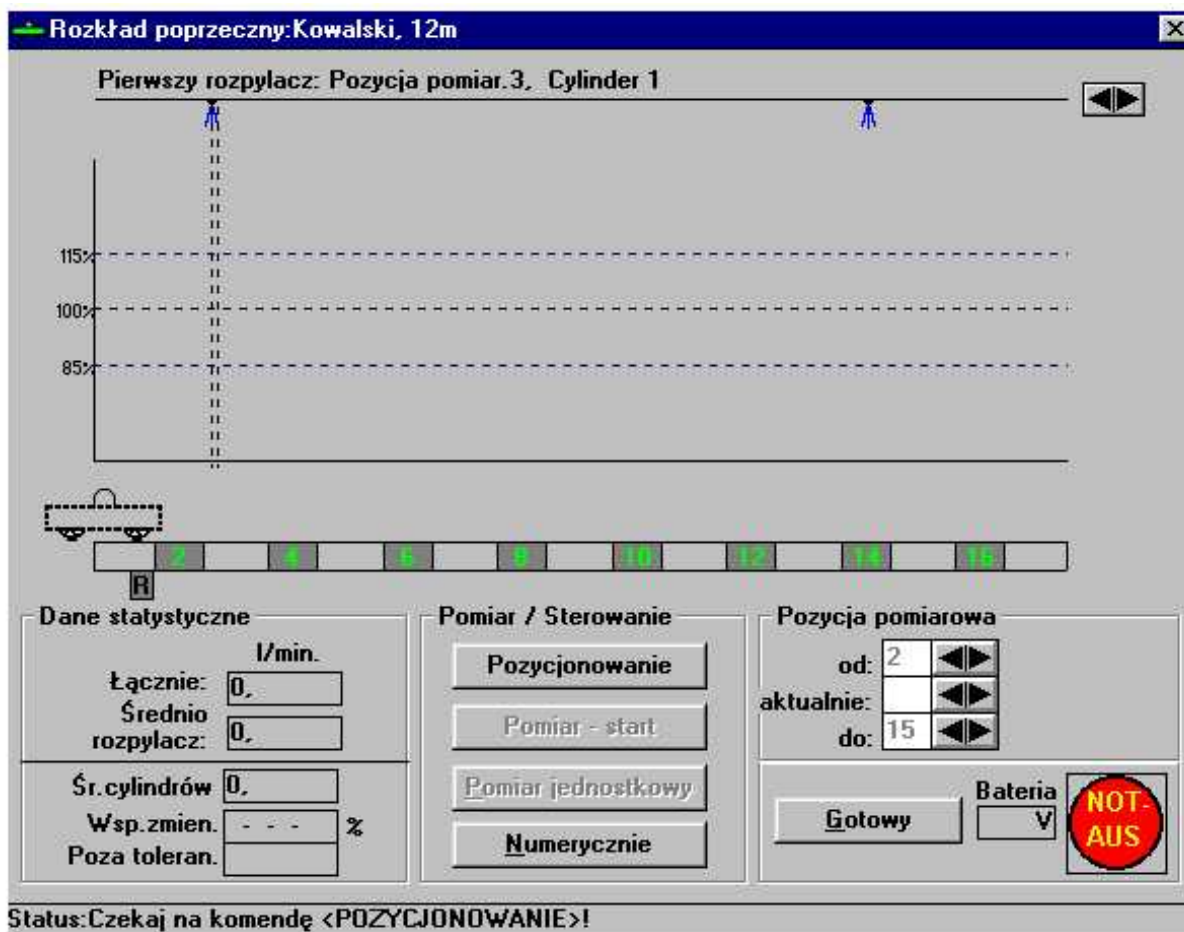 Rozkład poprzeczny:Kowalski, 12m
Pierwszy rozpylacz: Pozycja pomiar.3, Cylinder 1
115%
100%
85%
2 4 6 8 10 12 14 16
R
Dane statystyczne
l/min.
Łącznie: 0,
Średnio rozpylacz: 0,
Śr.cylindrów 0,
Wsp.zmien. - - - %
Poza toleran.
Pomiar / Sterowanie
Pozycjonowanie
Pomiar - start
Pomiar jednostkowy
Numerycznie
Pozycja pomiarowa
od: 2
aktualnie:
do: 15
Gotowy
Bateria
V
NOT-
AUS
Status:Czekaj na komendę <POZYCJONOWANIE>!